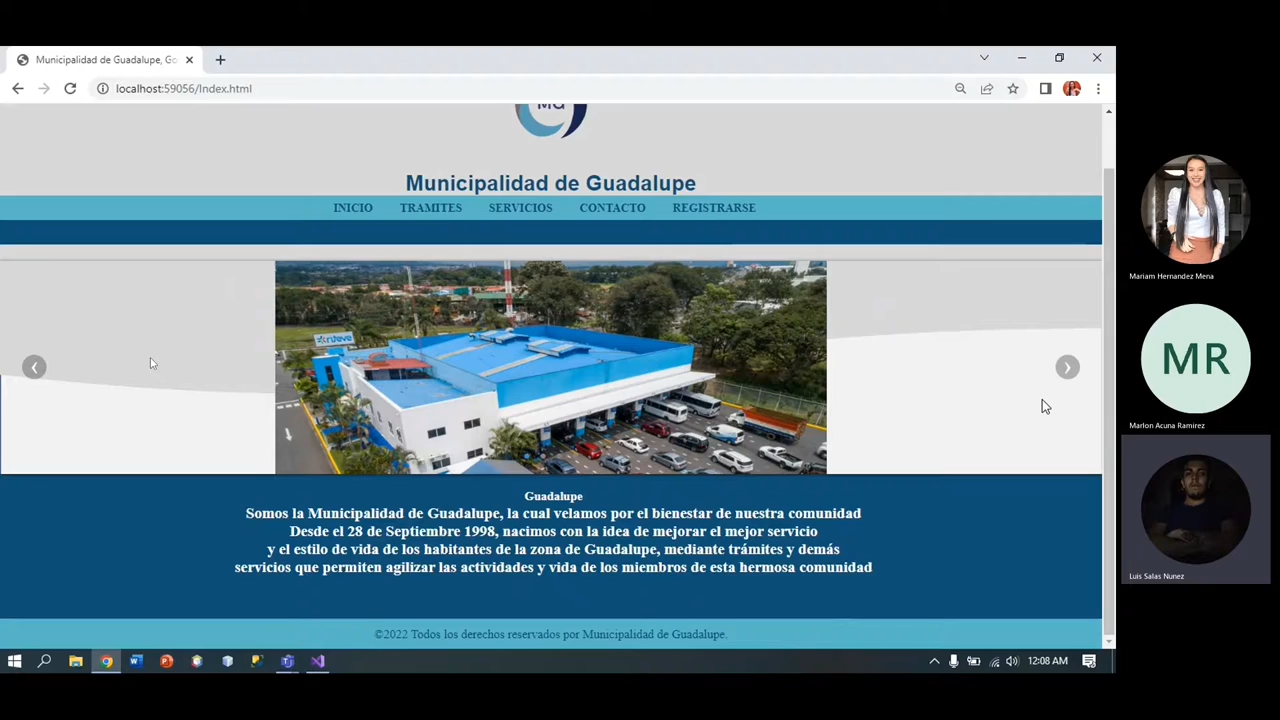 Municipalidad de Guadalupe, Go
localhost:59056/Index.html
MG
Municipalidad de Guadalupe
INICIO TRAMITES SERVICIOS CONTACTO REGISTRARSE
riteve
Guadalupe
Somos la Municipalidad de Guadalupe, la cual velamos por el bienestar de nuestra comunidad
Desde el 28 de Septiembre 1998, nacimos con la idea de mejorar el mejor servicio
y el estilo de vida de los habitantes de la zona de Guadalupe, mediante trámites y demás
servicios que permiten agilizar las actividades y vida de los miembros de esta hermosa comunidad
©2022 Todos los derechos reservados por Municipalidad de Guadalupe.
12:08 AM
Mariam Hernandez Mena
MR
Marlon Acuna Ramirez
Luis Salas Nunez